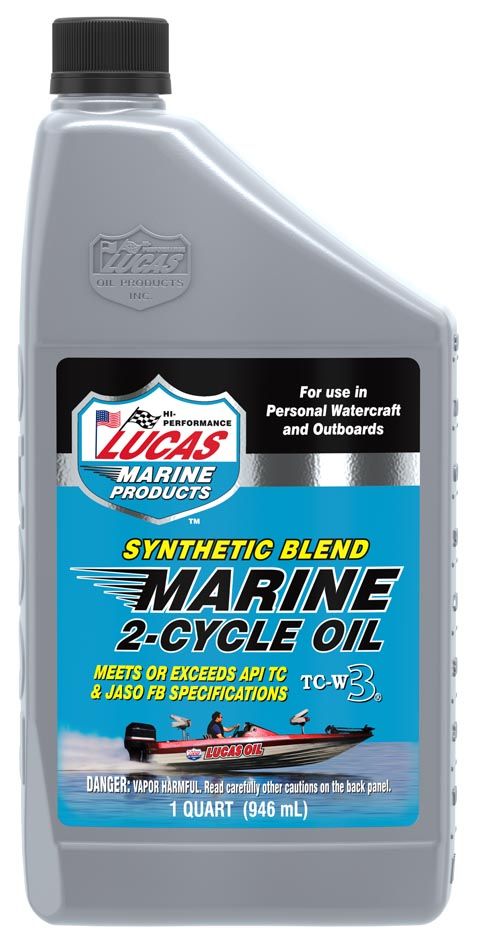 LUCAS
OIL PRODUCTS
INC.
HI-
PERFORMANCE
LUCAS
MARINE
PRODUCTS
™
For use in
Personal Watercraft
and Outboards
SYNTHETIC BLEND
MARINE
2-CYCLE OIL
MEETS OR EXCEEDS API TC
& JASO FB SPECIFICATIONS
TC-W3®
LUCAS OIL
DANGER: VAPOR HARMFUL. Read carefully other cautions on the back panel.
1 QUART (946 mL)